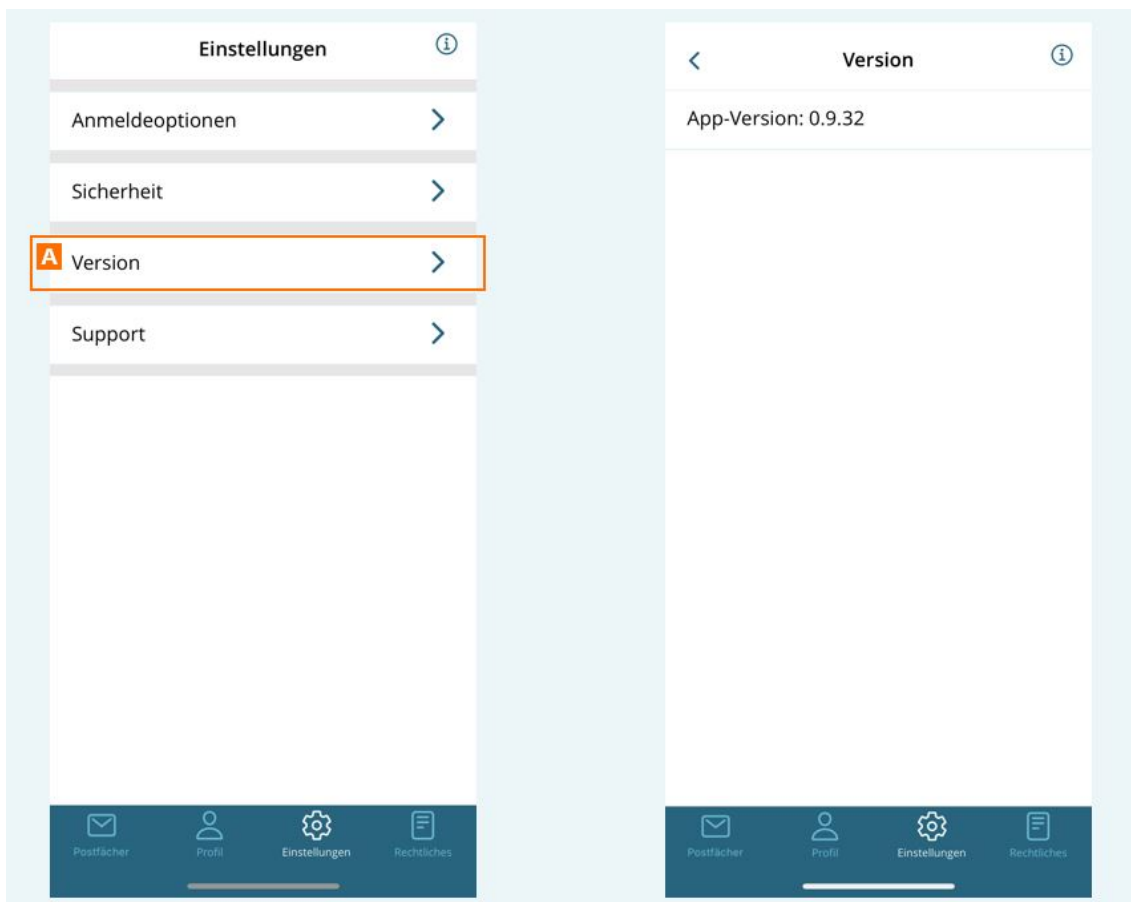 Einstellungen
Anmeldeoptionen
Sicherheit
A Version
Support
Postfächer Profil Einstellungen Rechtliches
Version
App-Version: 0.9.32
Postfächer Profil Einstellungen Rechtliches